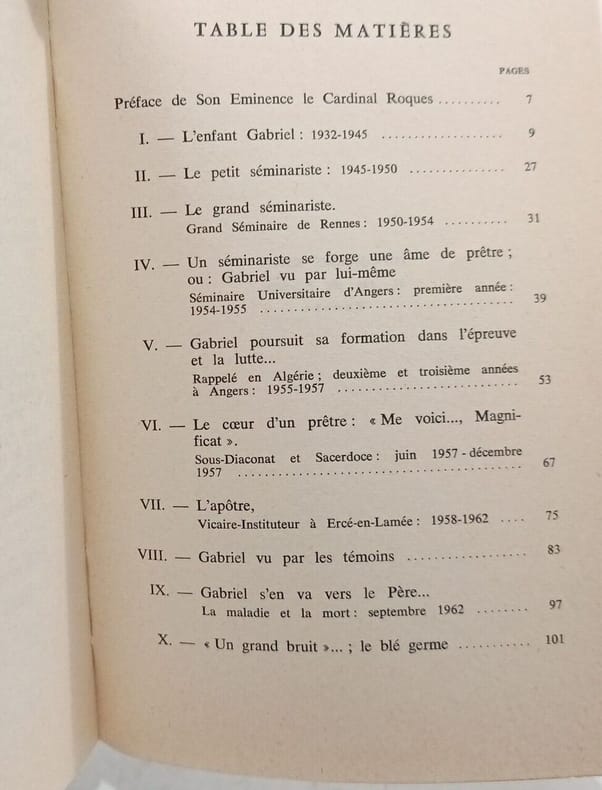 TABLE DES MATIÈRES
PAGES
Préface de Son Eminence le Cardinal Roques .......... 7
I. — L'enfant Gabriel : 1932-1945 .................. 9
II. — Le petit séminariste : 1945-1950 .............. 27
III. — Le grand séminariste.
Grand Séminaire de Rennes : 1950-1954 .......... 31
IV. — Un séminariste se forge une âme de prêtre ;
ou : Gabriel vu par lui-même
Séminaire Universitaire d'Angers : première année :
1954-1955 .................................... 39
V. — Gabriel poursuit sa formation dans l'épreuve
et la lutte...
Rappelé en Algérie ; deuxième et troisième années
à Angers : 1955-1957 .......................... 53
VI. — Le cœur d'un prêtre : « Me voici..., Magni-
ficat ».
Sous-Diaconat et Sacerdoce : juin 1957 - décembre
1957 ........................................ 67
VII. — L'apôtre,
Vicaire-Instituteur à Ercé-en-Lamée : 1958-1962 .... 75
VIII. — Gabriel vu par les témoins .................. 83
IX. — Gabriel s'en va vers le Père...
La maladie et la mort : septembre 1962 ........ 97
X. — « Un grand bruit »... ; le blé germe ........... 101